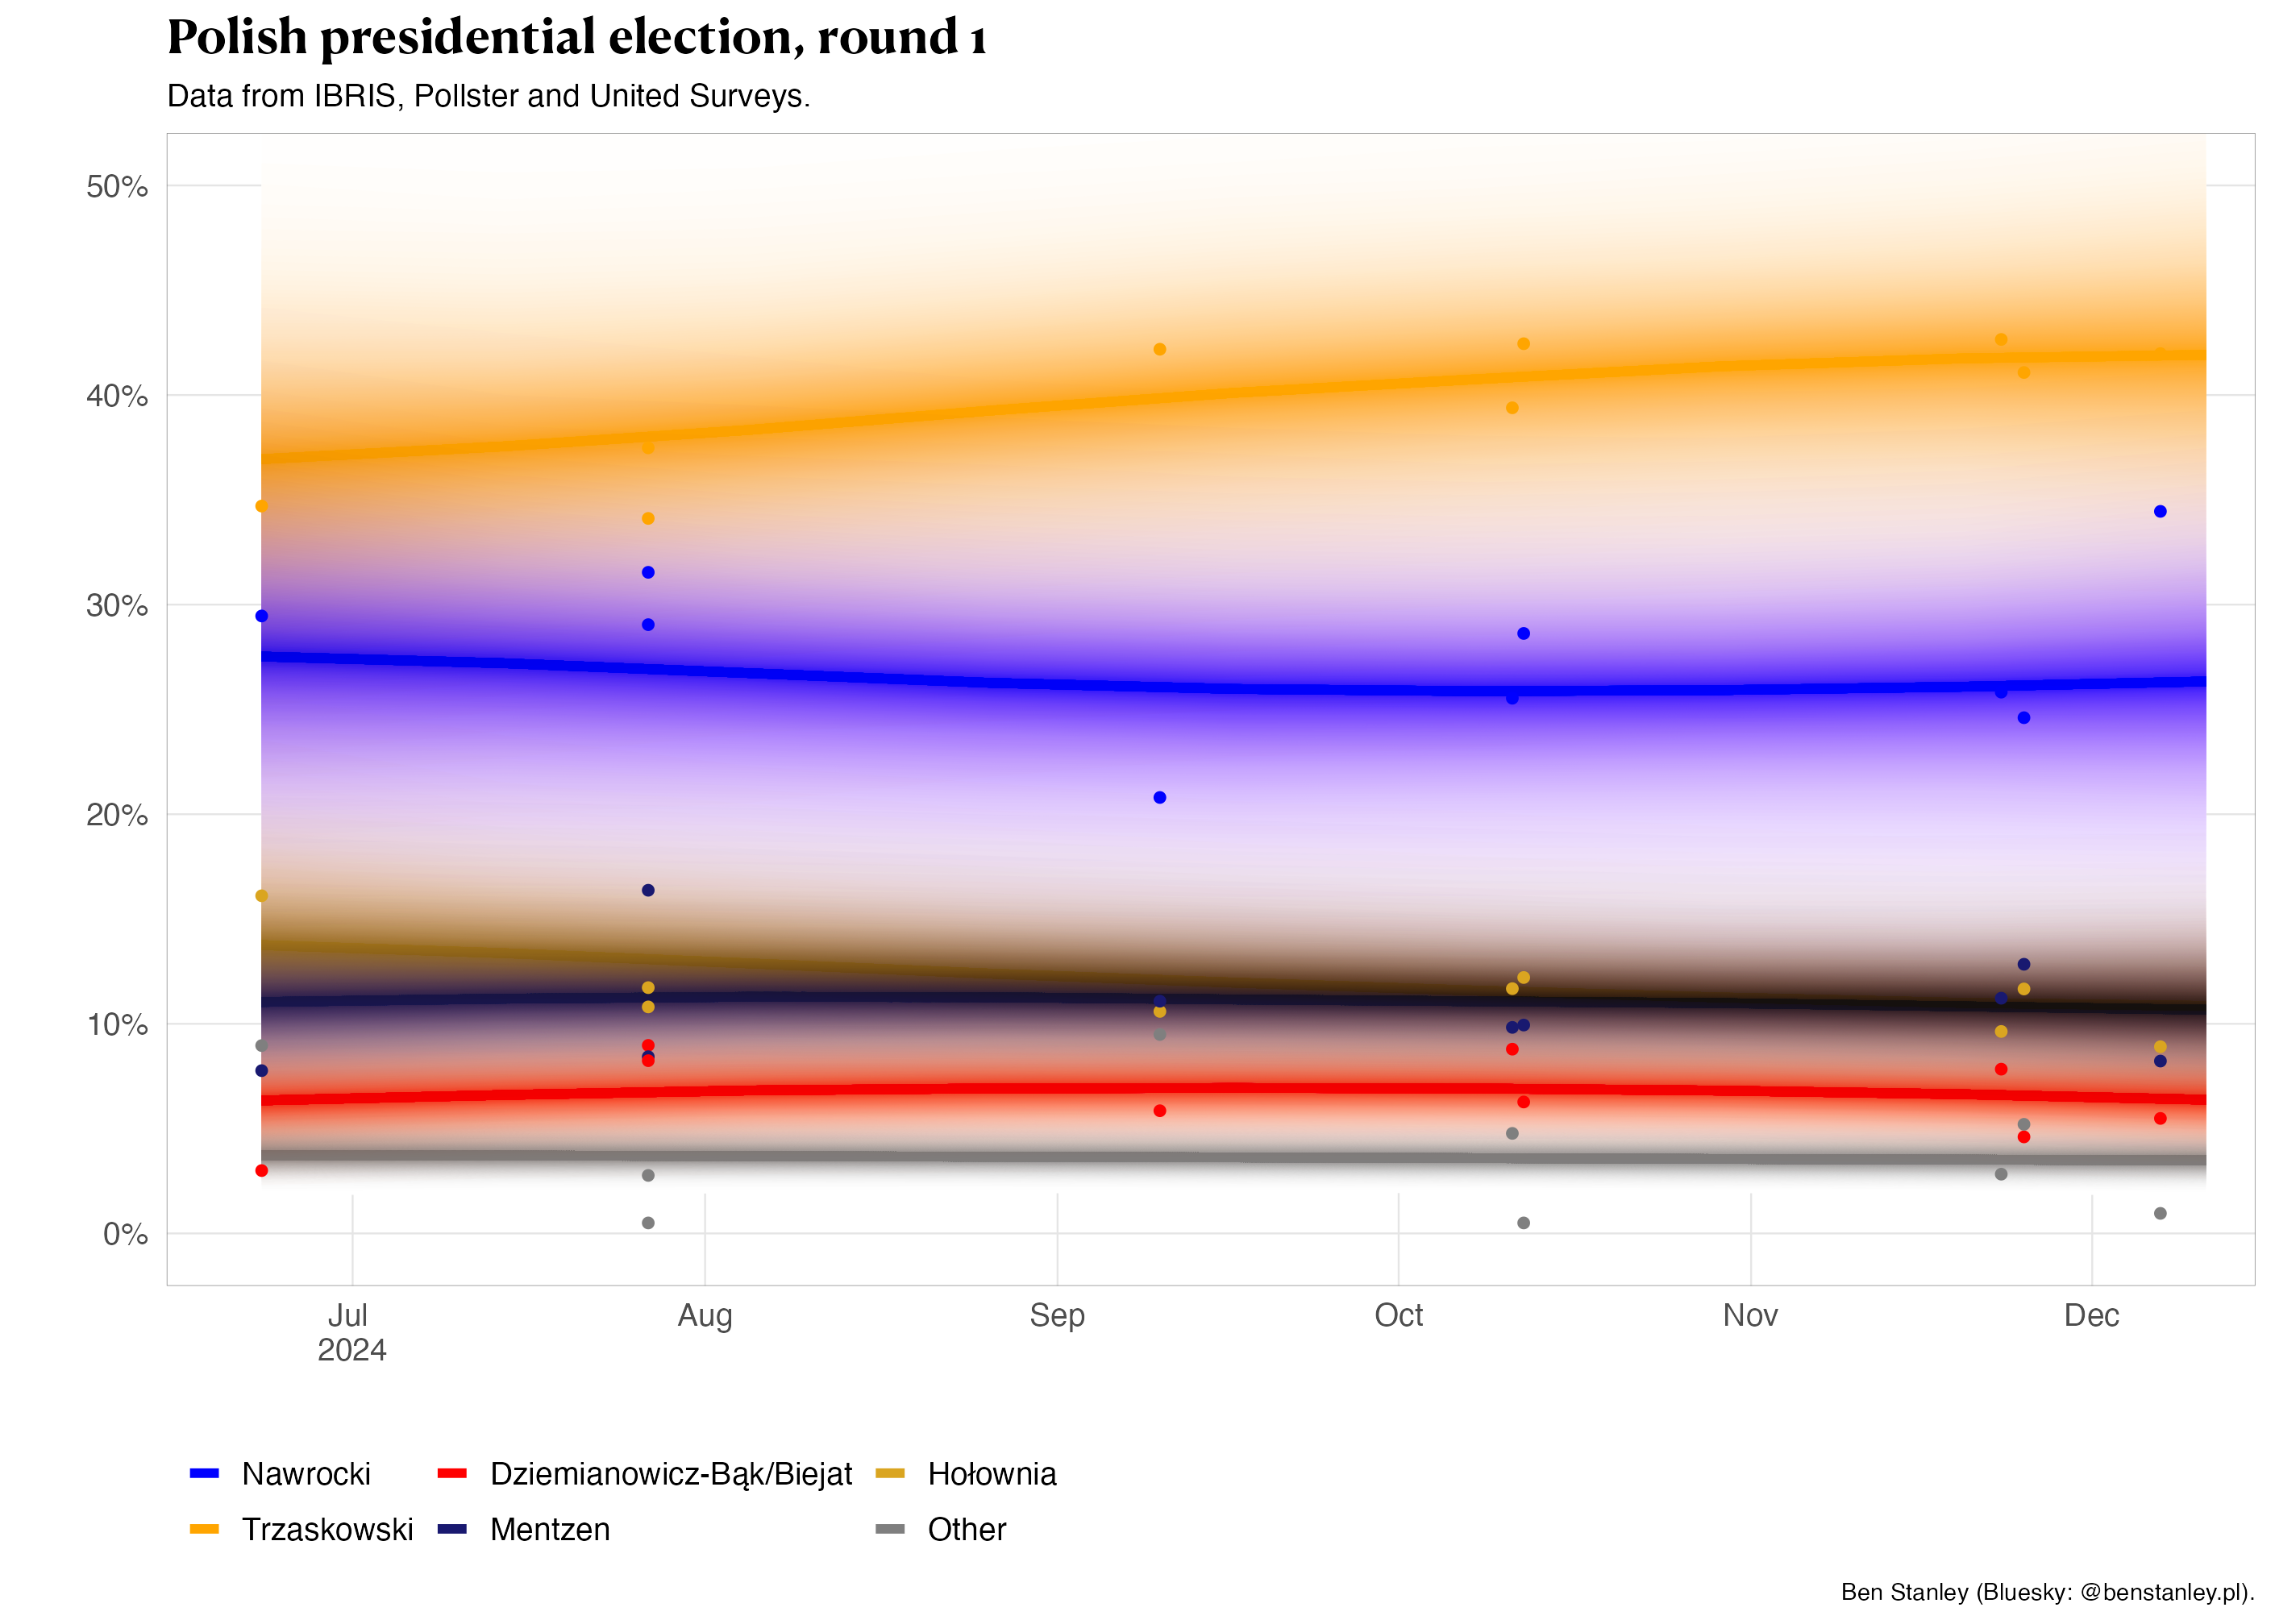 Polish presidential election, round 1
Data from IBRIS, Pollster and United Surveys.
50%
40%
30%
20%
10%
0%
Jul Aug Sep Oct Nov Dec
2024
Nawrocki Dziemianowicz-Bąk/Biejat Hołownia
Trzaskowski Mentzen Other
Ben Stanley (Bluesky: @benstanley.pl).